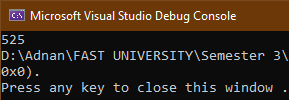 Microsoft Visual Studio Debug Console
525
D:\Adnan\FAST UNIVERSITY\Semester 3\
0x0).
Press any key to close this window .